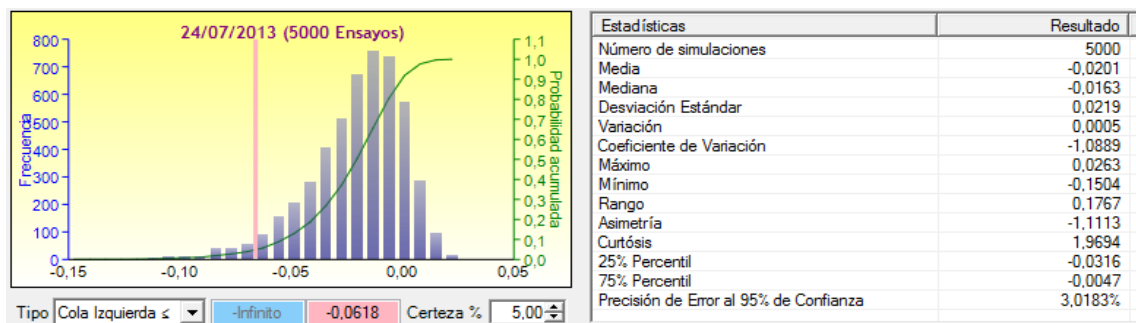 24/07/2013 (5000 Ensayos)
800
700
600
500
400
300
200
100
0
Frecuencia
1,1
1,0
0,9
0,8
0,7
0,6
0,5
0,4
0,3
0,2
0,1
0,0
Probabilidad acumulada
-0,15 -0,10 -0,05 0,00 0,05
Tipo Cola Izquierda ≤ -Infinito -0,0618 Certeza % 5,00
Estadísticas Resultado
Número de simulaciones 5000
Media -0,0201
Mediana -0,0163
Desviación Estándar 0,0219
Variación 0,0005
Coeficiente de Variación -1,0889
Máximo 0,0263
Mínimo -0,1504
Rango 0,1767
Asimetría -1,1113
Curtósis 1,9694
25% Percentil -0,0316
75% Percentil -0,0047
Precisión de Error al 95% de Confianza 3,0183%